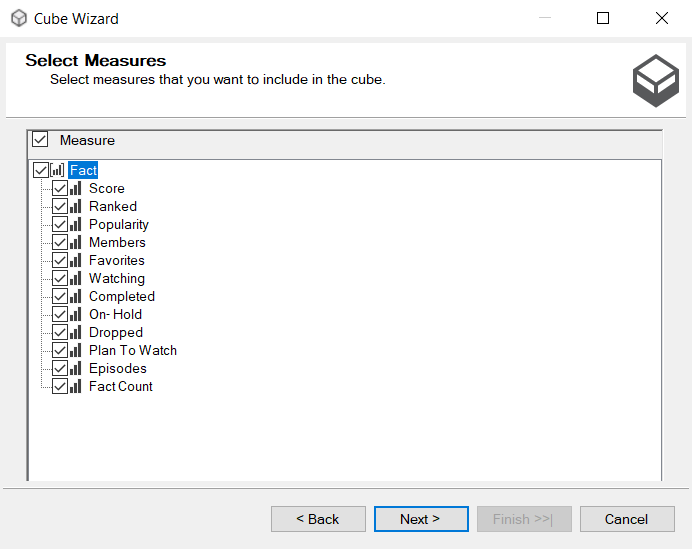 Cube Wizard
Select Measures
Select measures that you want to include in the cube.
Measure
Fact
Score
Ranked
Popularity
Members
Favorites
Watching
Completed
On- Hold
Dropped
Plan To Watch
Episodes
Fact Count
< Back
Next >
Finish >>|
Cancel